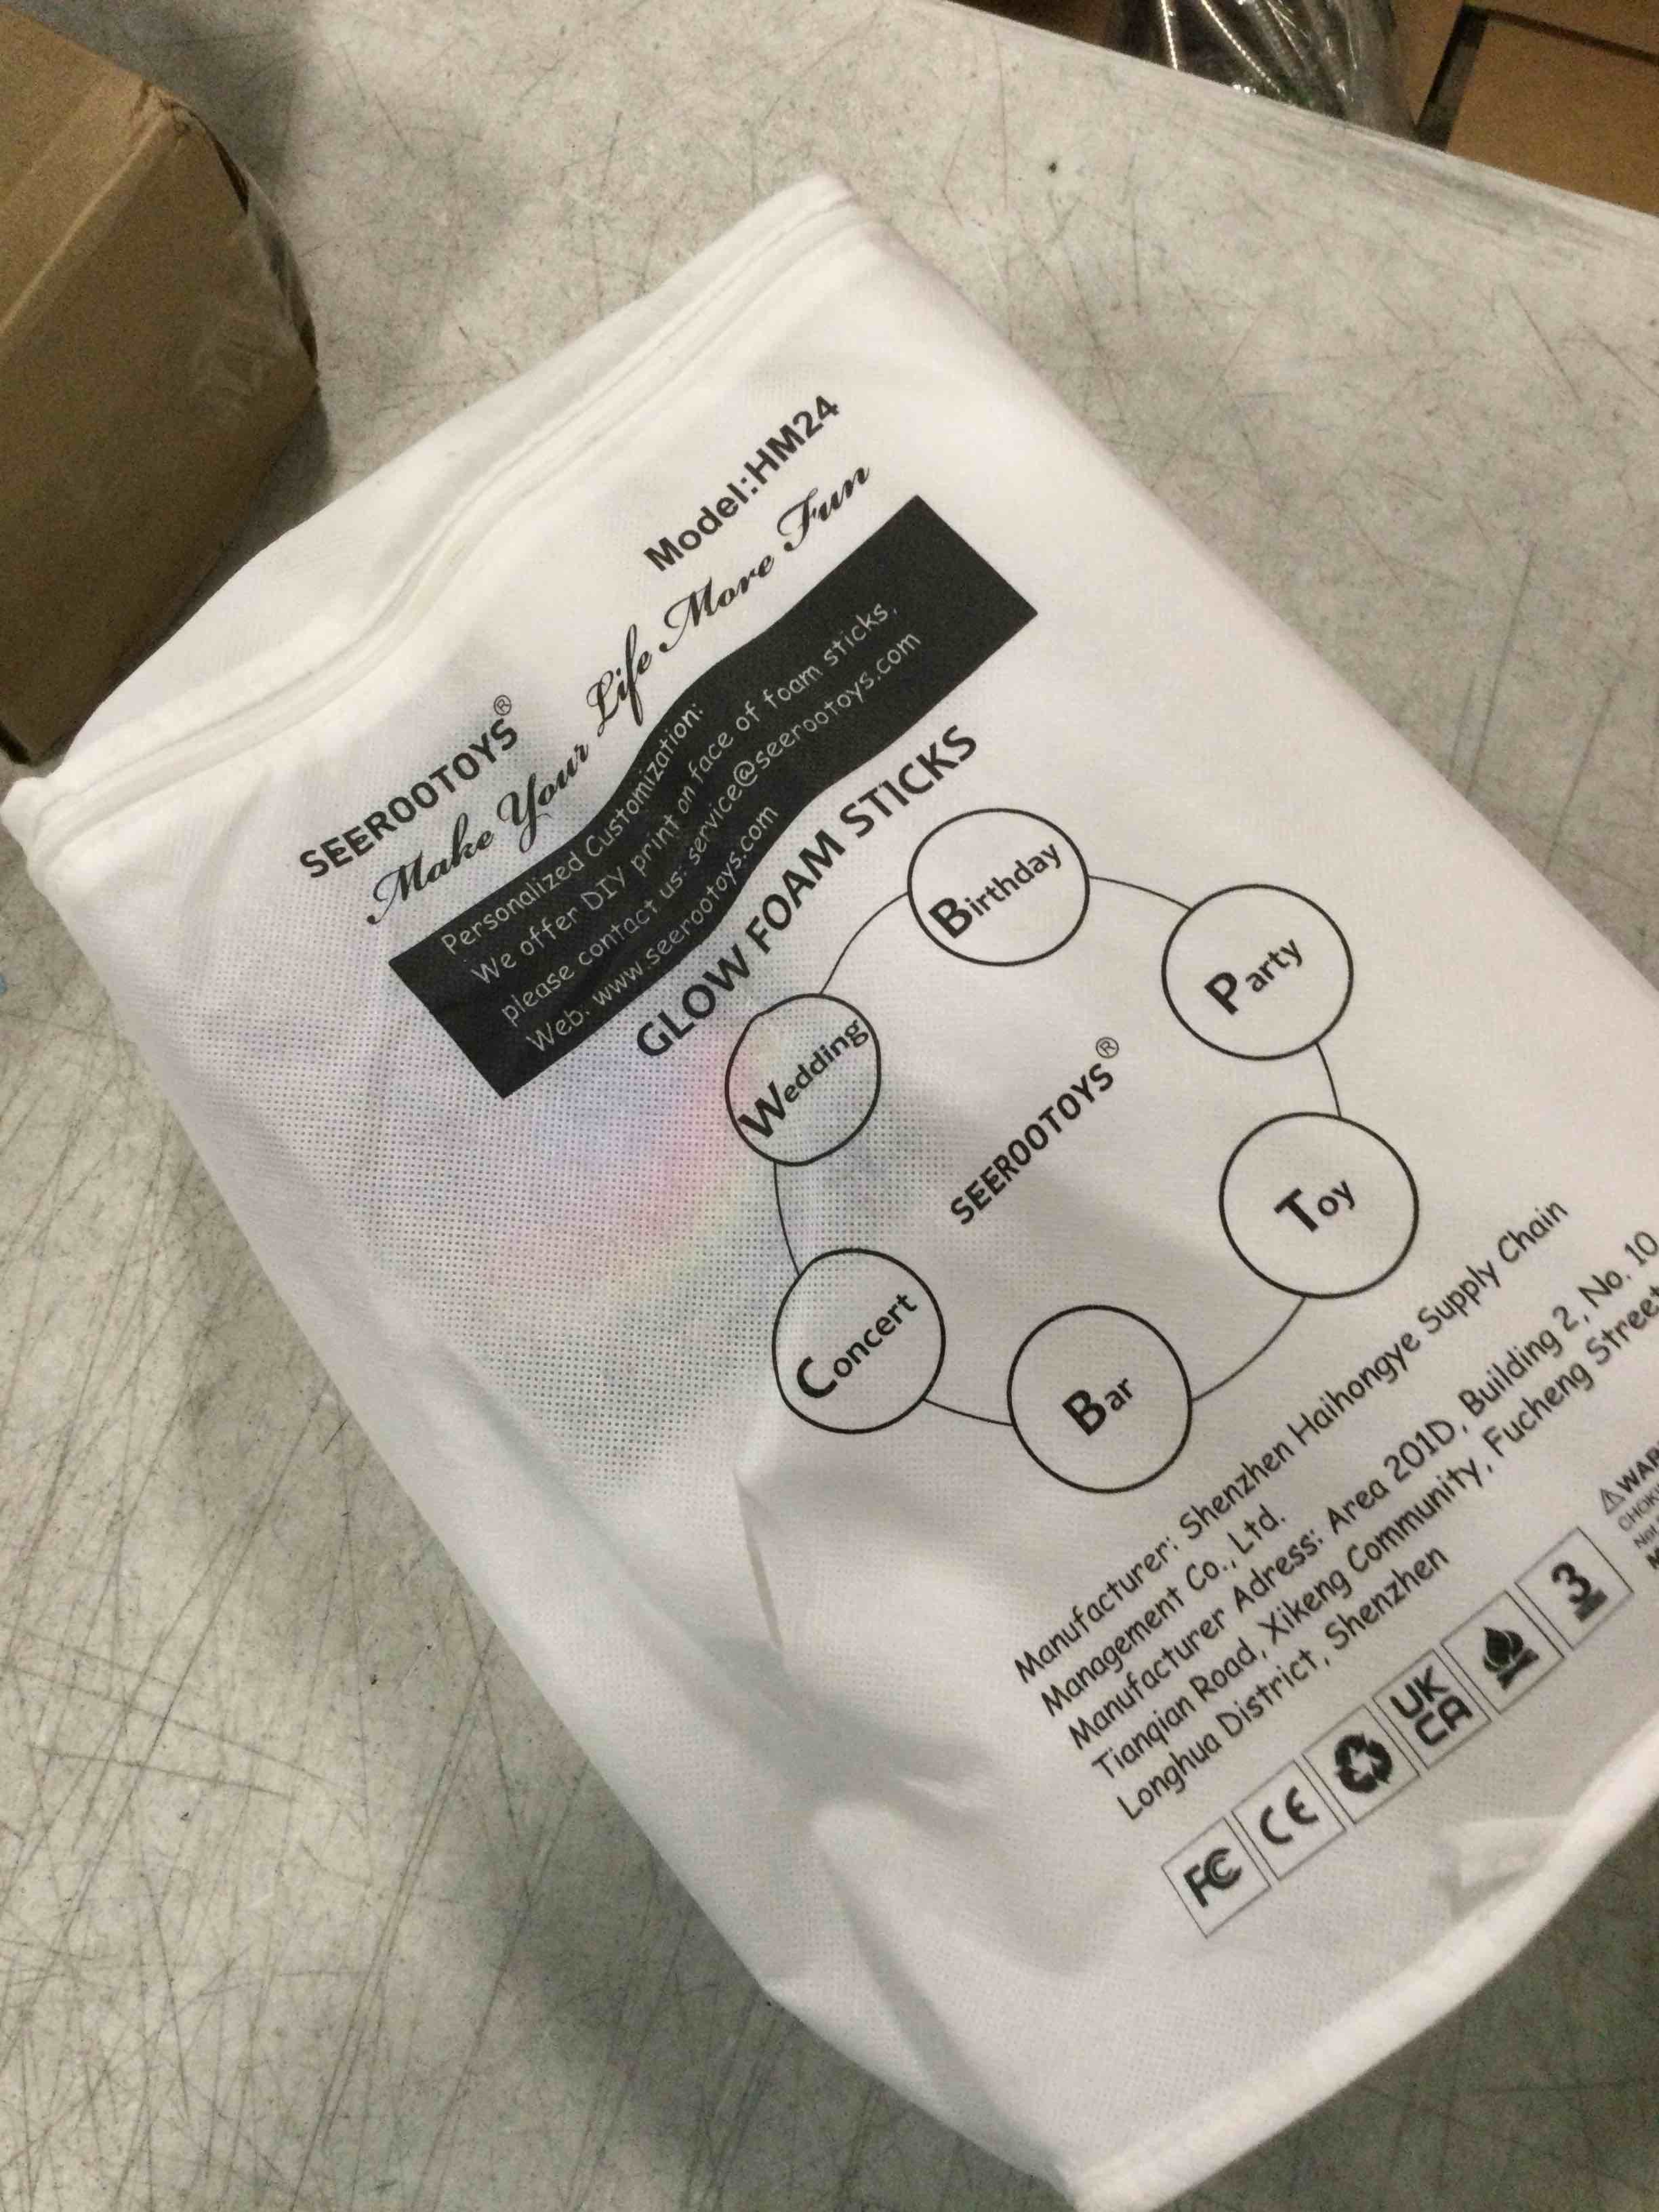 Model:HM24
SEEROOTOYS®
Make Your Life More Fun
Personalized Customization:
We offer DIY print on face of foam sticks,
please contact us: service@seerootoys.com
Web: www.seerootoys.com
GLOW FOAM STICKS
Birthday
Party
Wedding
SEEROOTOYS®
Toy
Concert
Bar
Manufacturer: Shenzhen Haihongye Supply Chain
Management Co., Ltd.
Manufacturer Adress: Area 201D, Building 2, No. 10
Tianqian Road, Xikeng Community, Fucheng Street
Longhua District, Shenzhen
FC CE UK CA 3